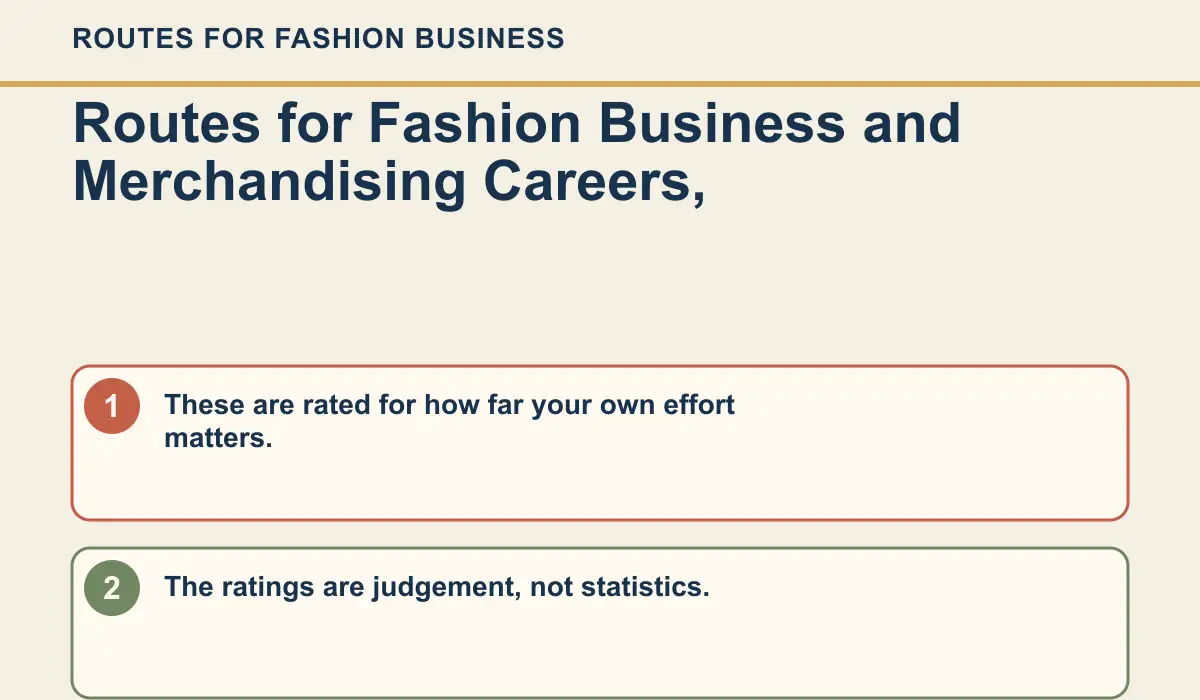 ROUTES FOR FASHION BUSINESS
Routes for Fashion Business and
Merchandising Careers,
1
These are rated for how far your own effort
matters.
2
The ratings are judgement, not statistics.